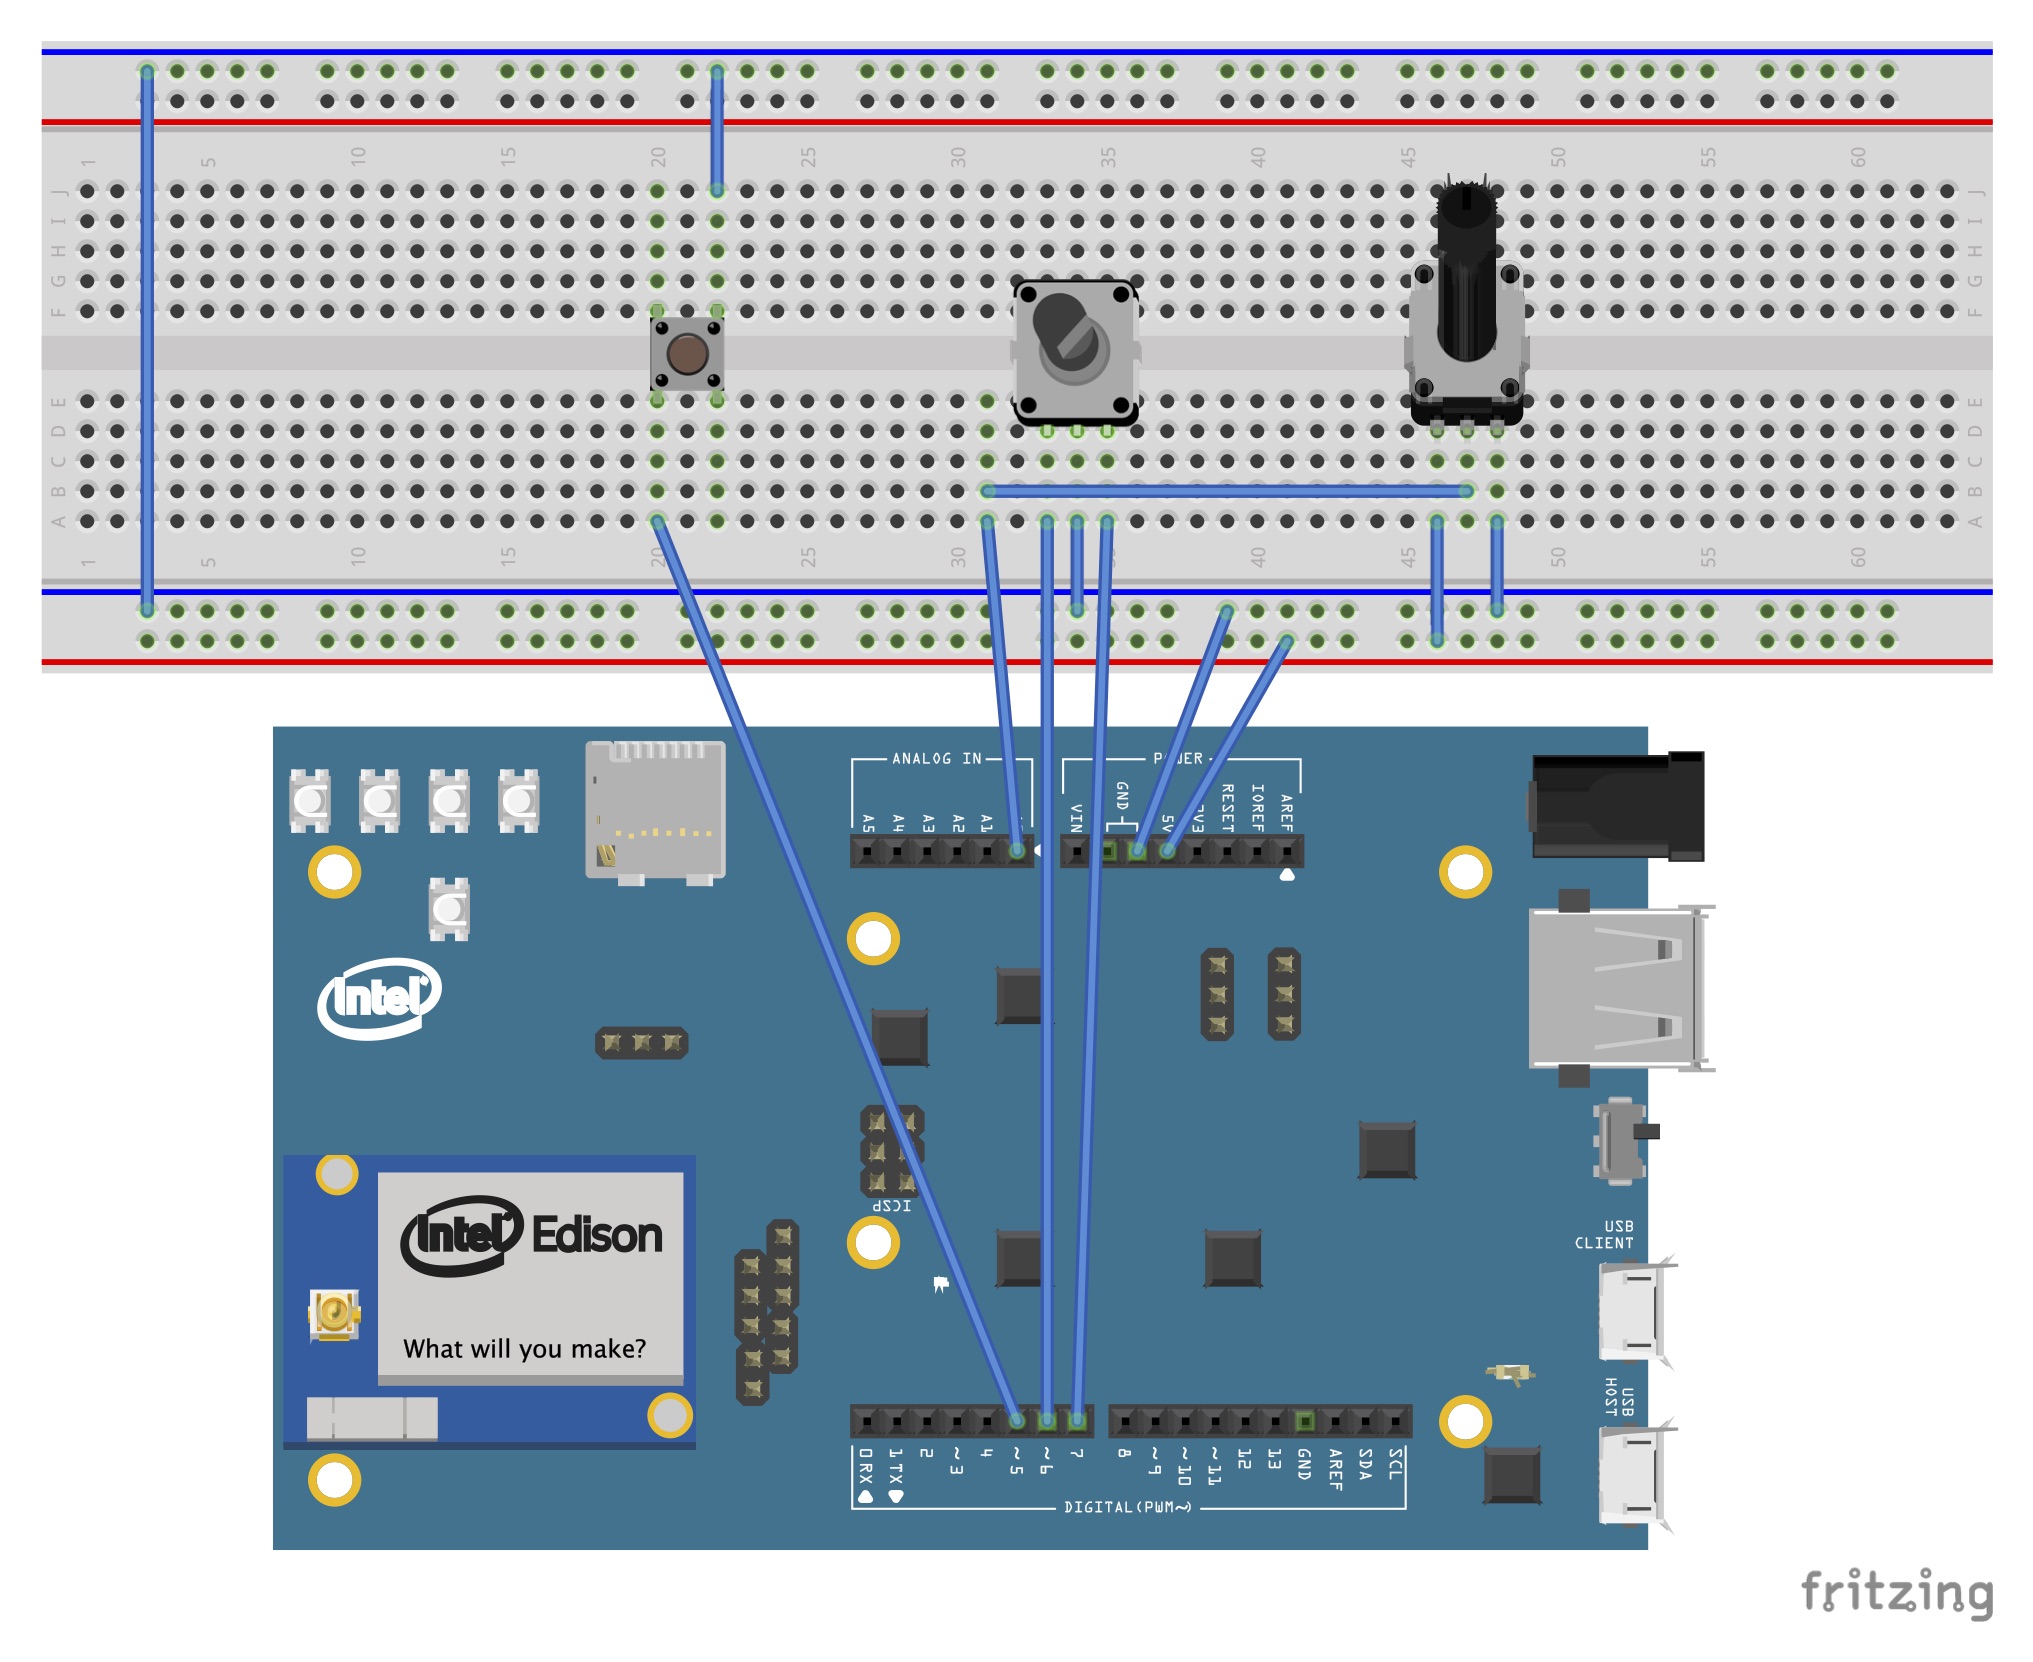 1 5 10 15 20 25 30 35 40 45 50 55 60
J J
I I
H H
G G
F F
E E
D D
C C
B B
A A
1 5 10 15 20 25 30 40 45 50 55 60
ANALOG IN
A5 A4 A3 A2 A1
VIN GND 5V RESET IOREF AREF
intel
ICSP
intel Edison
What will you make?
USB
CLIENT
USB
HOST
0 RX 1 TX 2 ~3 4 ~5 ~6 7 8 ~9 ~10 ~11 12 13 GND AREF SDA SCL
DIGITAL(PWM~)
fritzing